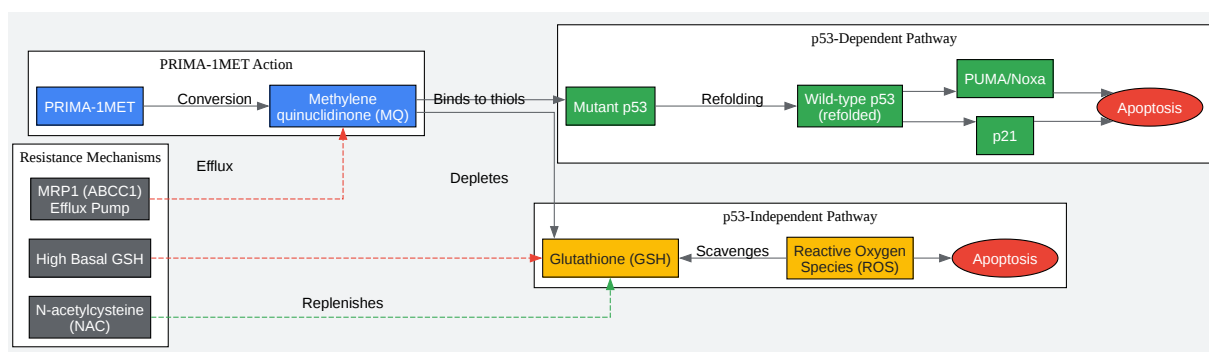 p53-Dependent Pathway
PRIMA-1MET Action
PUMA/Noxa
PRIMA-1MET
Conversion
Methylene
quinuclidinone (MQ)
Binds to thiols
Mutant p53
Refolding
Wild-type p53
(refolded)
Apoptosis
p21
Resistance Mechanisms
Efflux
MRP1 (ABCC1)
Efflux Pump
Depletes
p53-Independent Pathway
High Basal GSH
Glutathione (GSH)
Scavenges
Reactive Oxygen
Species (ROS)
Apoptosis
N-acetylcysteine
(NAC)
Replenishes